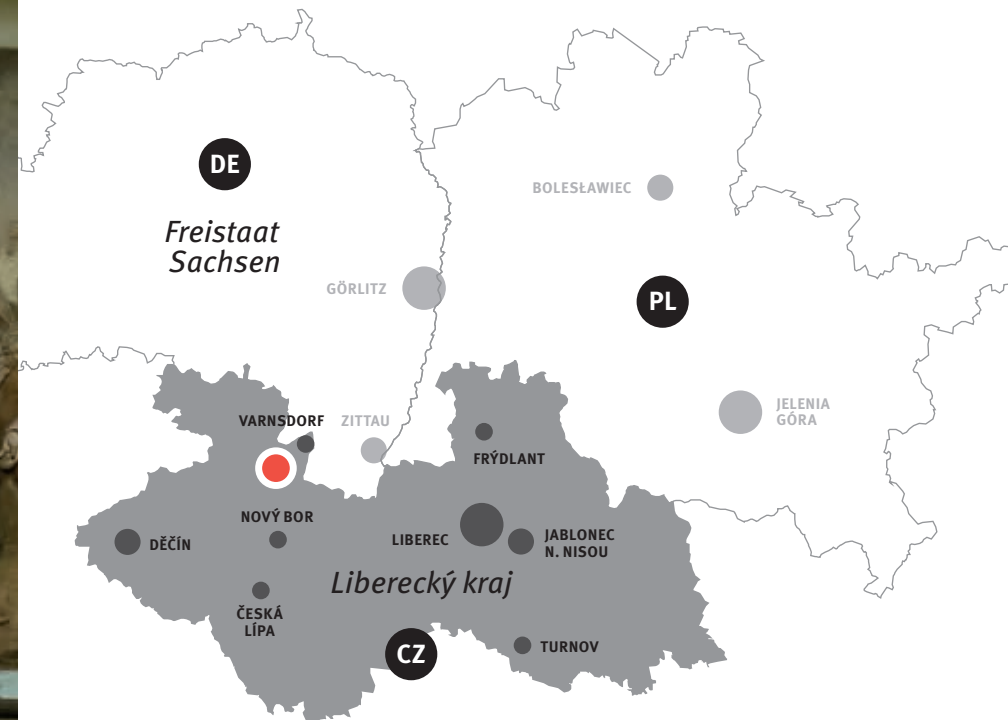 DE
Freistaat
Sachsen
BOLESŁAWIEC
GÖRLITZ
PL
JELENIA
GÓRA
VARNSDORF
ZITTAU
FRÝDLANT
NOVÝ BOR
DĚČÍN
LIBEREC
JABLONEC
N. NISOU
Liberecký kraj
ČESKÁ
LÍPA
CZ
TURNOV